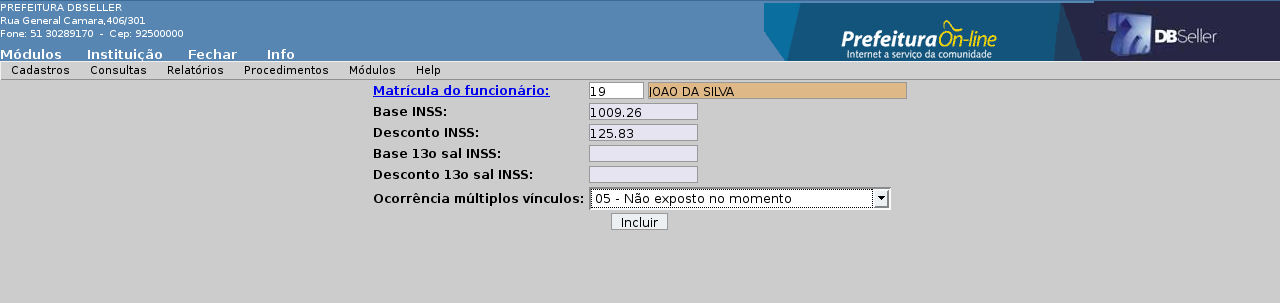 PREFEITURA DBSELLER
Rua General Camara,406/301
Fone: 51 30289170 - Cep: 92500000
Módulos Instituição Fechar Info
Prefeitura On-line
Internet a serviço da comunidade
DBSeller
Cadastros Consultas Relatórios Procedimentos Módulos Help
Matrícula do funcionário: 19 JOAO DA SILVA
Base INSS: 1009.26
Desconto INSS: 125.83
Base 13o sal INSS:
Desconto 13o sal INSS:
Ocorrência múltiplos vínculos: 05 - Não exposto no momento
Incluir